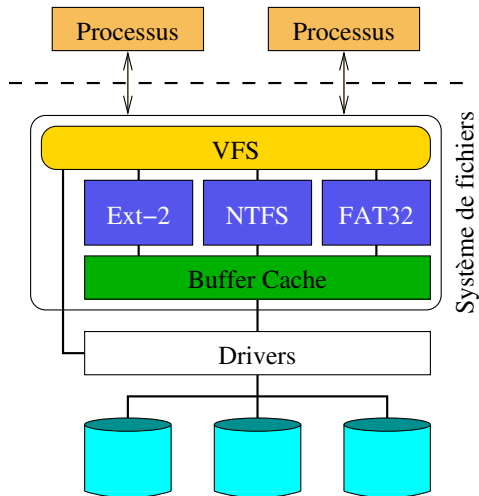 Processus
Processus
VFS
Ext−2
NTFS
FAT32
Buffer Cache
Drivers
Système de fichiers